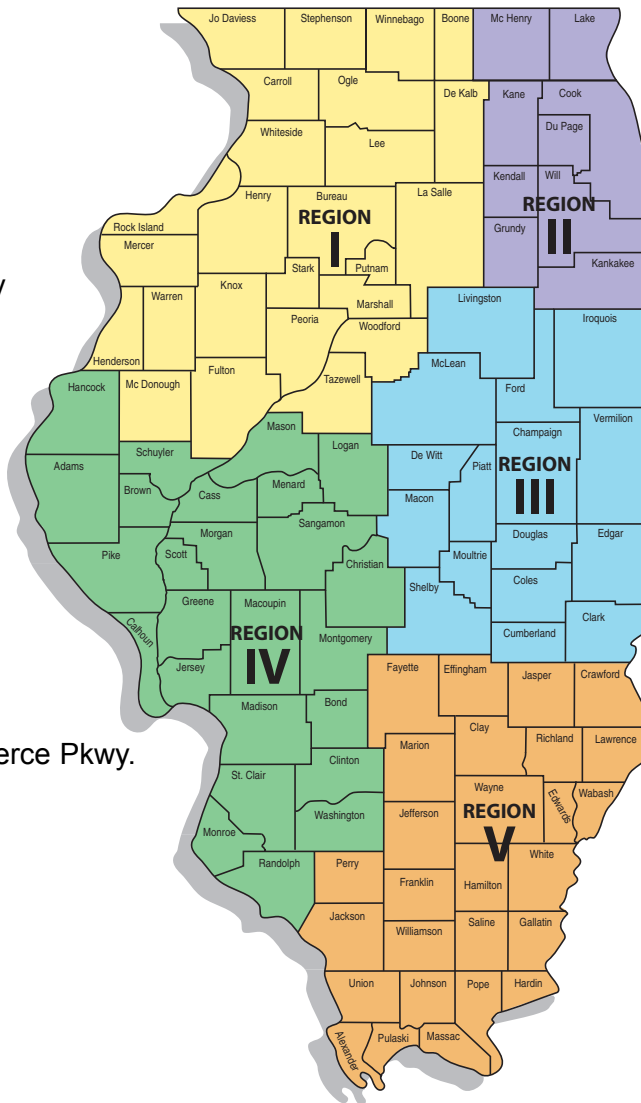 Jo Daviess
Stephenson
Winnebago
Boone
Mc Henry
Lake
Carroll
Ogle
De Kalb
Kane
Cook
Du Page
Whiteside
Lee
Kendall
Will
Henry
Bureau
La Salle
REGION
I
REGION
II
Rock Island
Mercer
Grundy
Kankakee
Stark
Putnam
y
Warren
Knox
Marshall
Livingston
Peoria
Woodford
Iroquois
Henderson
Fulton
Tazewell
McLean
Hancock
Mc Donough
Ford
Mason
Vermilion
Schuyler
Logan
Champaign
Adams
De Witt
Piatt
REGION
III
Brown
Cass
Menard
Macon
Sangamon
Morgan
Douglas
Edgar
Pike
Scott
Christian
Moultrie
Coles
Shelby
Greene
Macoupin
Clark
Calhoun
REGION
IV
Montgomery
Cumberland
Jersey
Fayette
Effingham
Jasper
Crawford
Madison
Bond
Clay
Marion
Richland
Lawrence
erce Pkwy.
Clinton
St. Clair
Wayne
Edwards
Wabash
REGION
V
Washington
Jefferson
Monroe
Randolph
Perry
White
Franklin
Hamilton
Jackson
Saline
Gallatin
Williamson
Union
Johnson
Pope
Hardin
Alexander
Pulaski
Massac